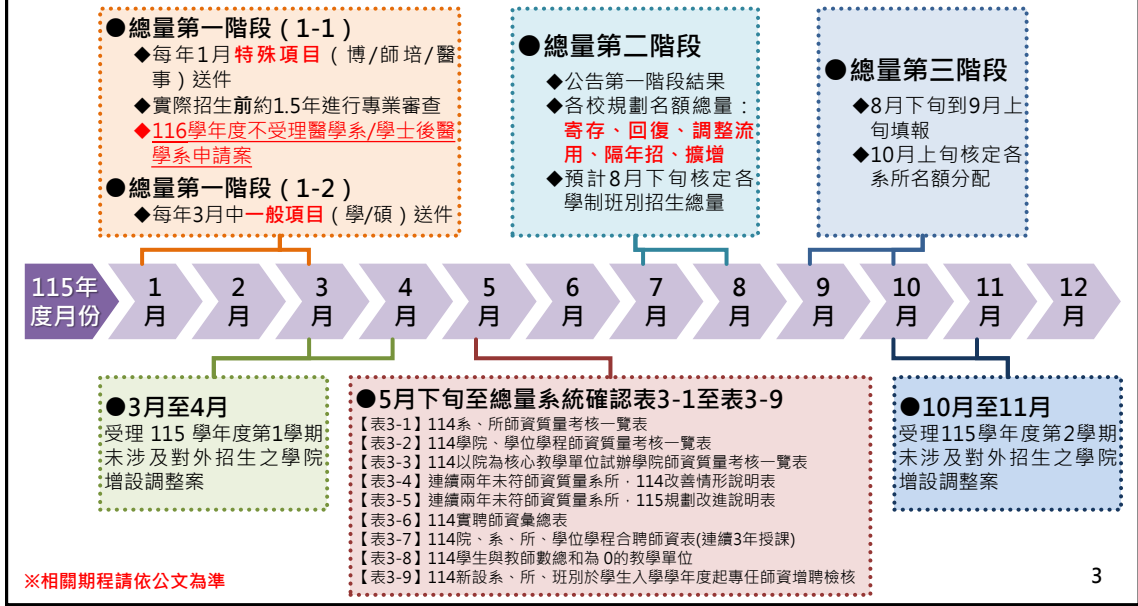 ●總量第一階段（1-1）
◆每年1月特殊項目（博/師培/醫
事）送件
◆實際招生前約1.5年進行專業審查
◆116學年度不受理醫學系/學士後醫
學系申請案
●總量第一階段（1-2）
◆每年3月中一般項目（學/碩）送件
●總量第二階段
◆公告第一階段結果
◆各校規劃名額總量：
寄存、回復、調整流
用、隔年招、擴增
◆預計8月下旬核定各
學制班別招生總量
●總量第三階段
◆8月下旬到9月上
旬填報
◆10月上旬核定各
系所名額分配
115年
度月份
1
月
2
月
3
月
4
月
5
月
6
月
7
月
8
月
9
月
10
月
11
月
12
月
●3月至4月
受理 115 學年度第1學期
未涉及對外招生之學院
增設調整案
●5月下旬至總量系統確認表3-1至表3-9
【表3-1】114系、所師資質量考核一覽表
【表3-2】114學院、學位學程師資質量考核一覽表
【表3-3】114以院為核心教學單位試辦學院師資質量考核一覽表
【表3-4】連續兩年未符師資質量系所，114改善情形說明表
【表3-5】連續兩年未符師資質量系所，115規劃改進說明表
【表3-6】114實聘師資彙總表
【表3-7】114院、系、所、學位學程合聘師資表(連續3年授課)
【表3-8】114學生與教師數總和為 0的教學單位
【表3-9】114新設系、所、班別於學生入學學年度起專任師資增聘檢核
●10月至11月
受理115學年度第2學期
未涉及對外招生之學院
增設調整案
※相關期程請依公文為準
3